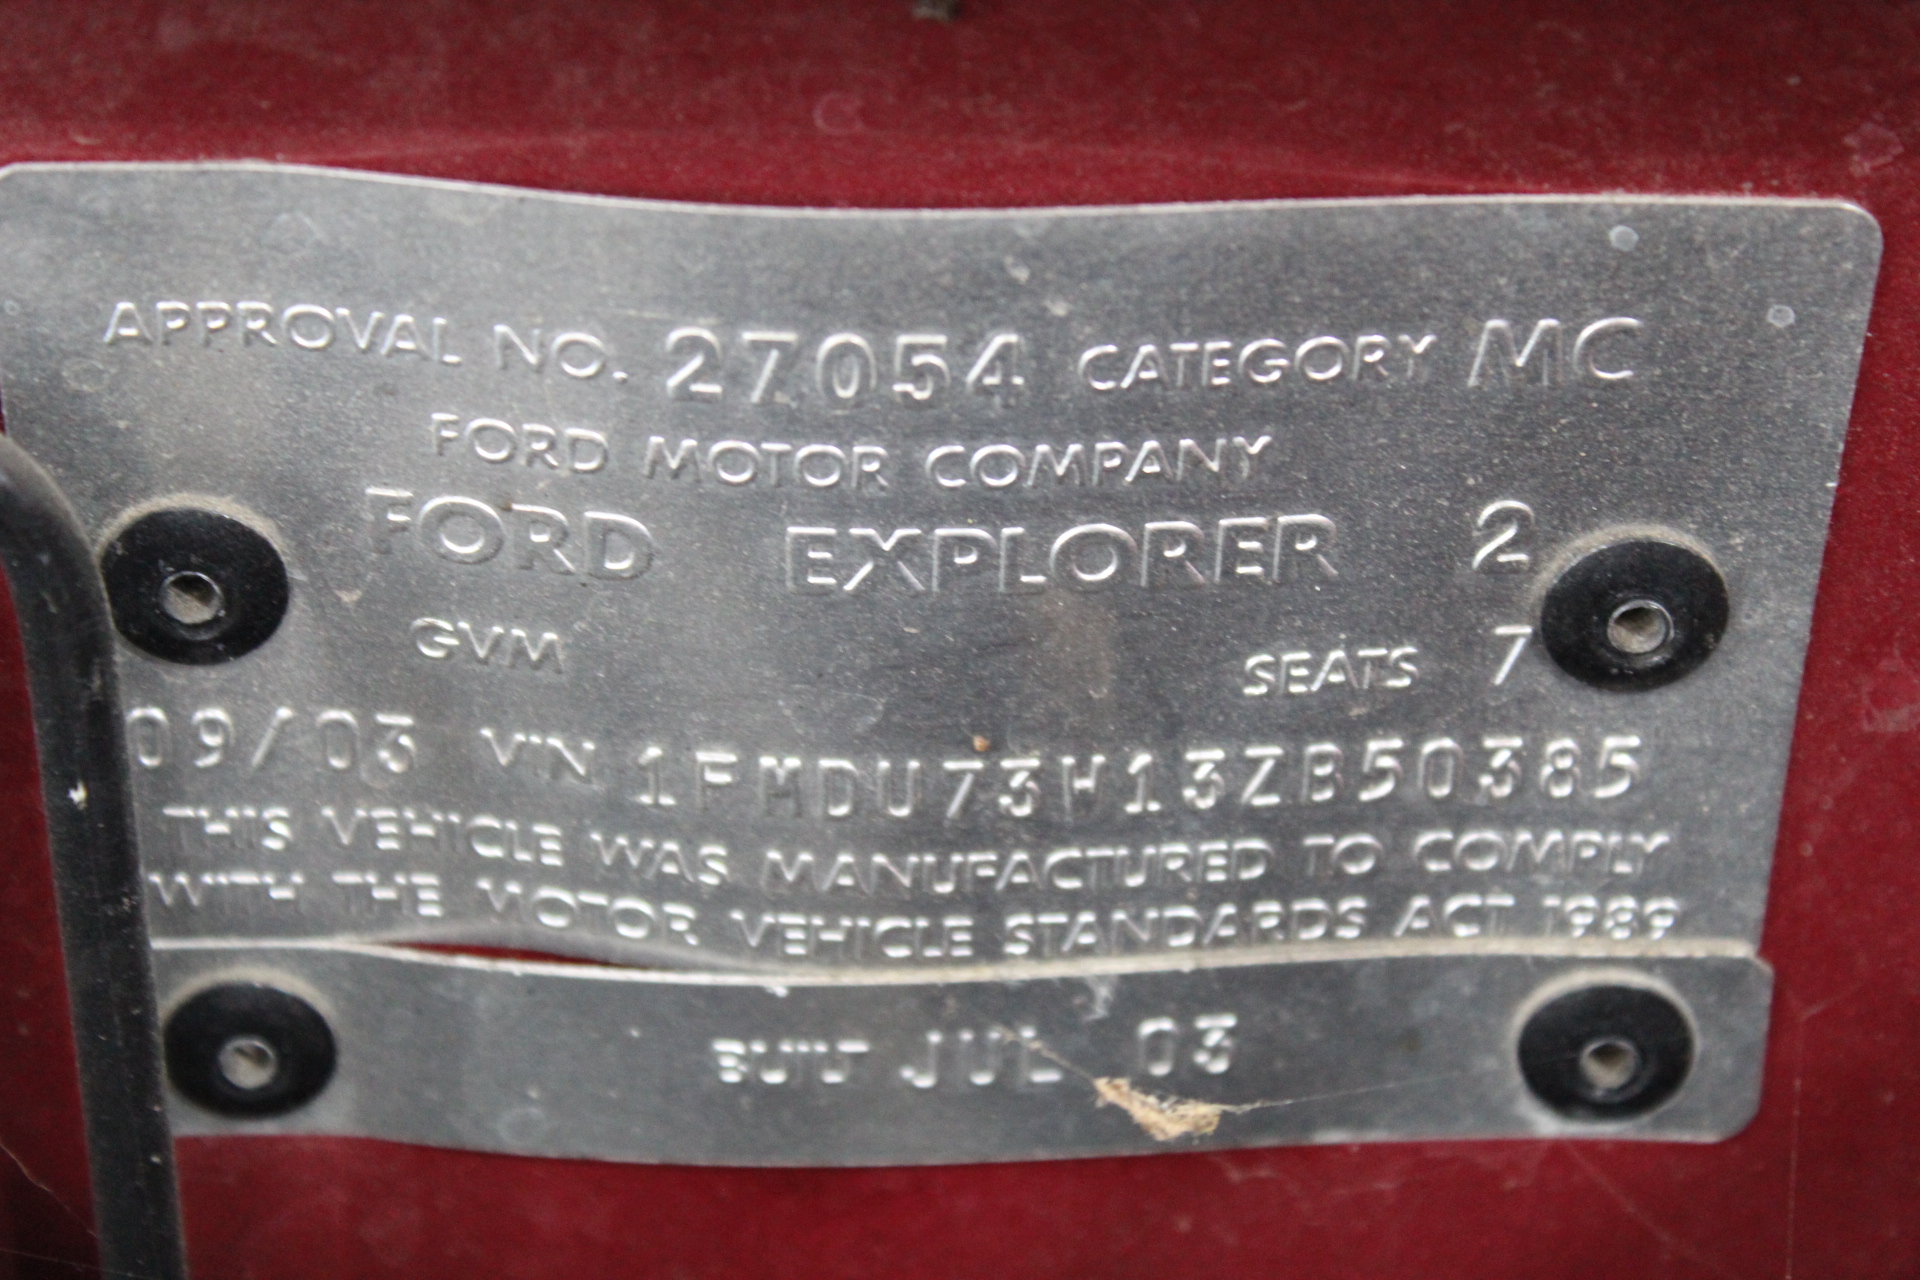 APPROVAL NO. 27054 CATEGORY MC
FORD MOTOR COMPANY
FORD EXPLORER 2
GVM SEATS 7
09/03 VIN 1FMDU73W13ZB50385
THIS VEHICLE WAS MANUFACTURED TO COMPLY
WITH THE MOTOR VEHICLE STANDARDS ACT 1989
BUILT JUL 03